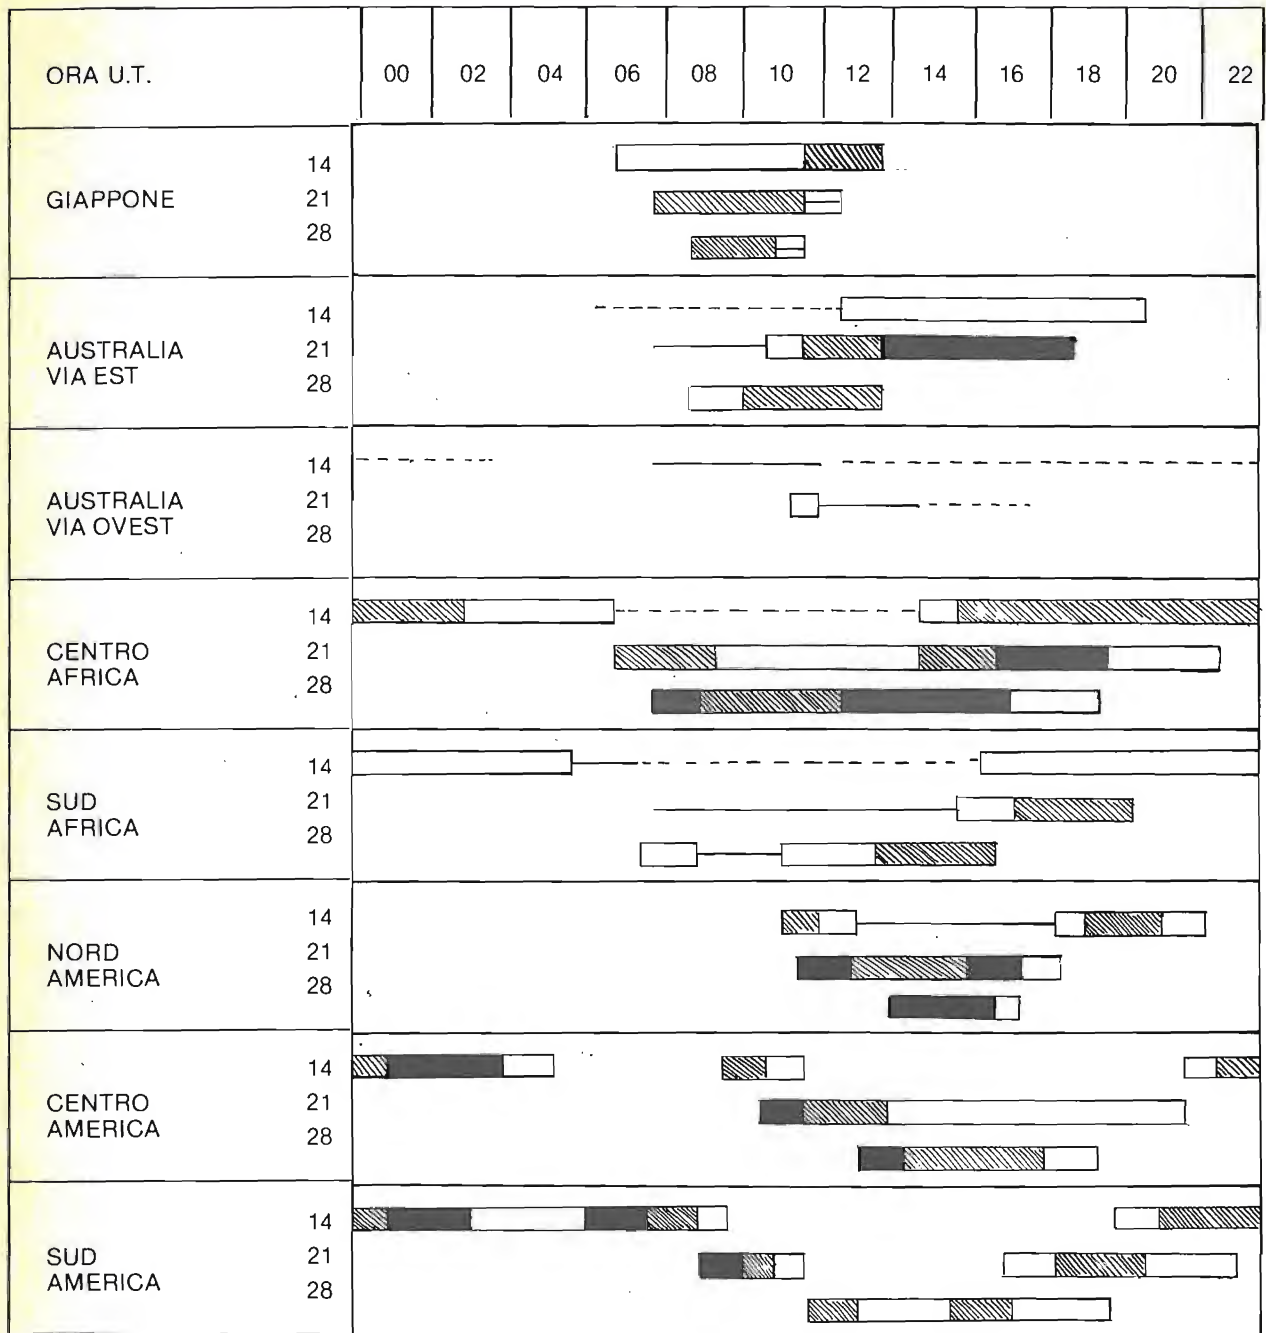 ORA U.T. 00 02 04 06 08 10 12 14 16 18 20 22
14
GIAPPONE 21
28
14
AUSTRALIA 21
VIA EST 28
14
AUSTRALIA 21
VIA OVEST 28
14
CENTRO 21
AFRICA 28
14
SUD 21
AFRICA 28
14
NORD 21
AMERICA 28
14
CENTRO 21
AMERICA 28
14
SUD 21
AMERICA 28